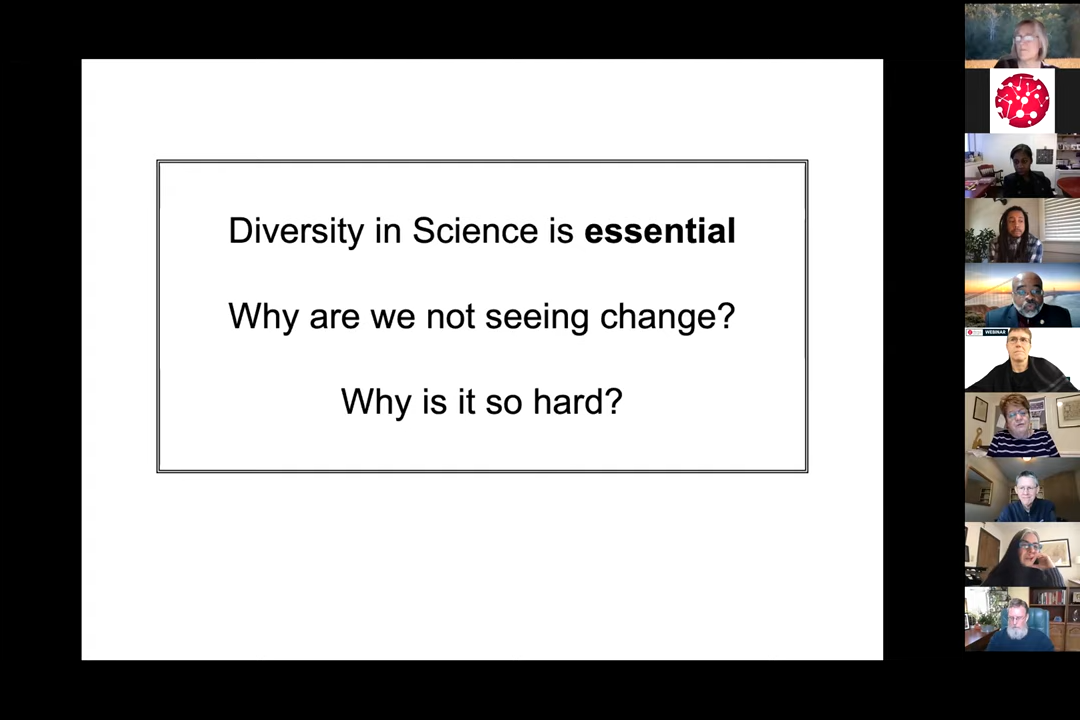 Diversity in Science is essential
Why are we not seeing change?
Why is it so hard?
WEBINAR